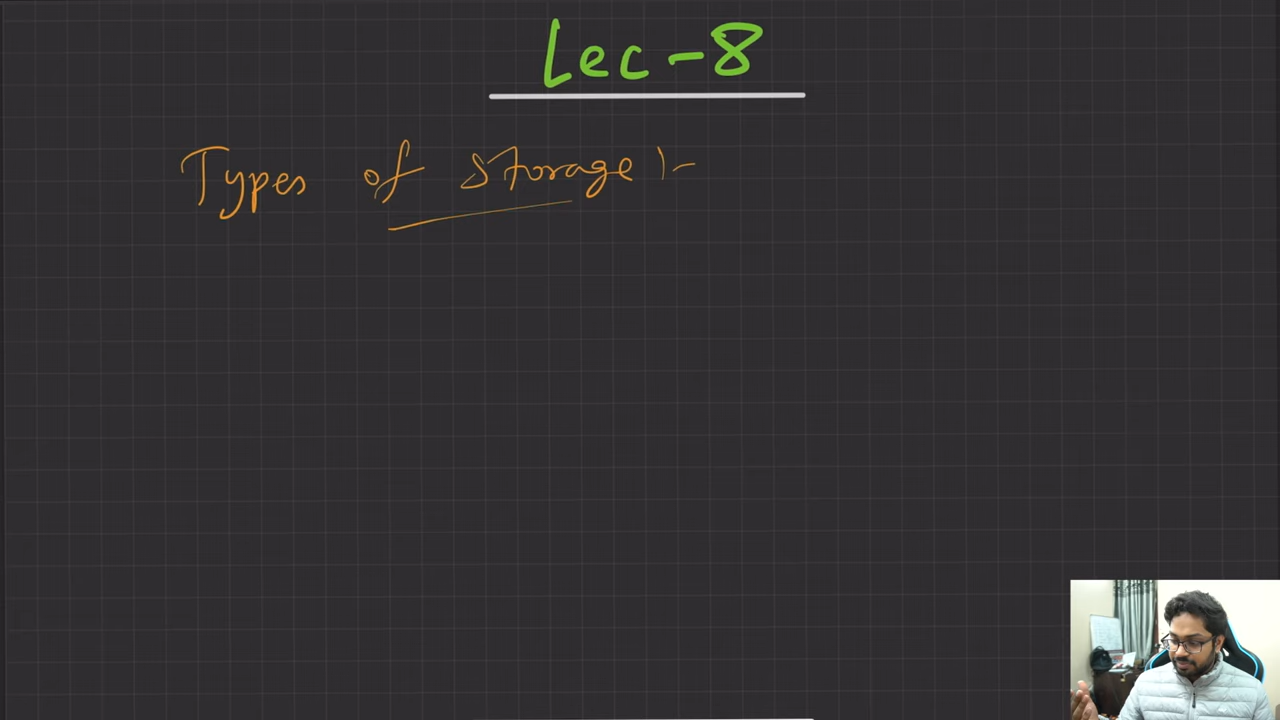 Lec-8
Types of storage :-